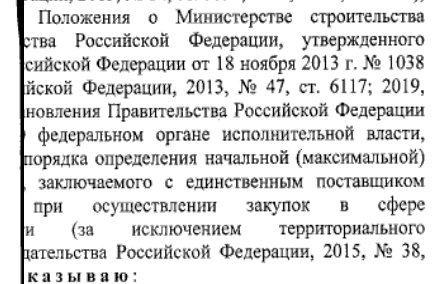 Положения о Министерстве строительства
ства Российской Федерации, утвержденного
сийской Федерации от 18 ноября 2013 г. № 1038
йской Федерации, 2013, № 47, ст. 6117; 2019,
новления Правительства Российской Федерации
федеральном органе исполнительной власти,
порядка определения начальной (максимальной)
, заключаемого с единственным поставщиком
при осуществлении закупок в сфере
и (за исключением территориального
дательства Российской Федерации, 2015, № 38,
казываю: